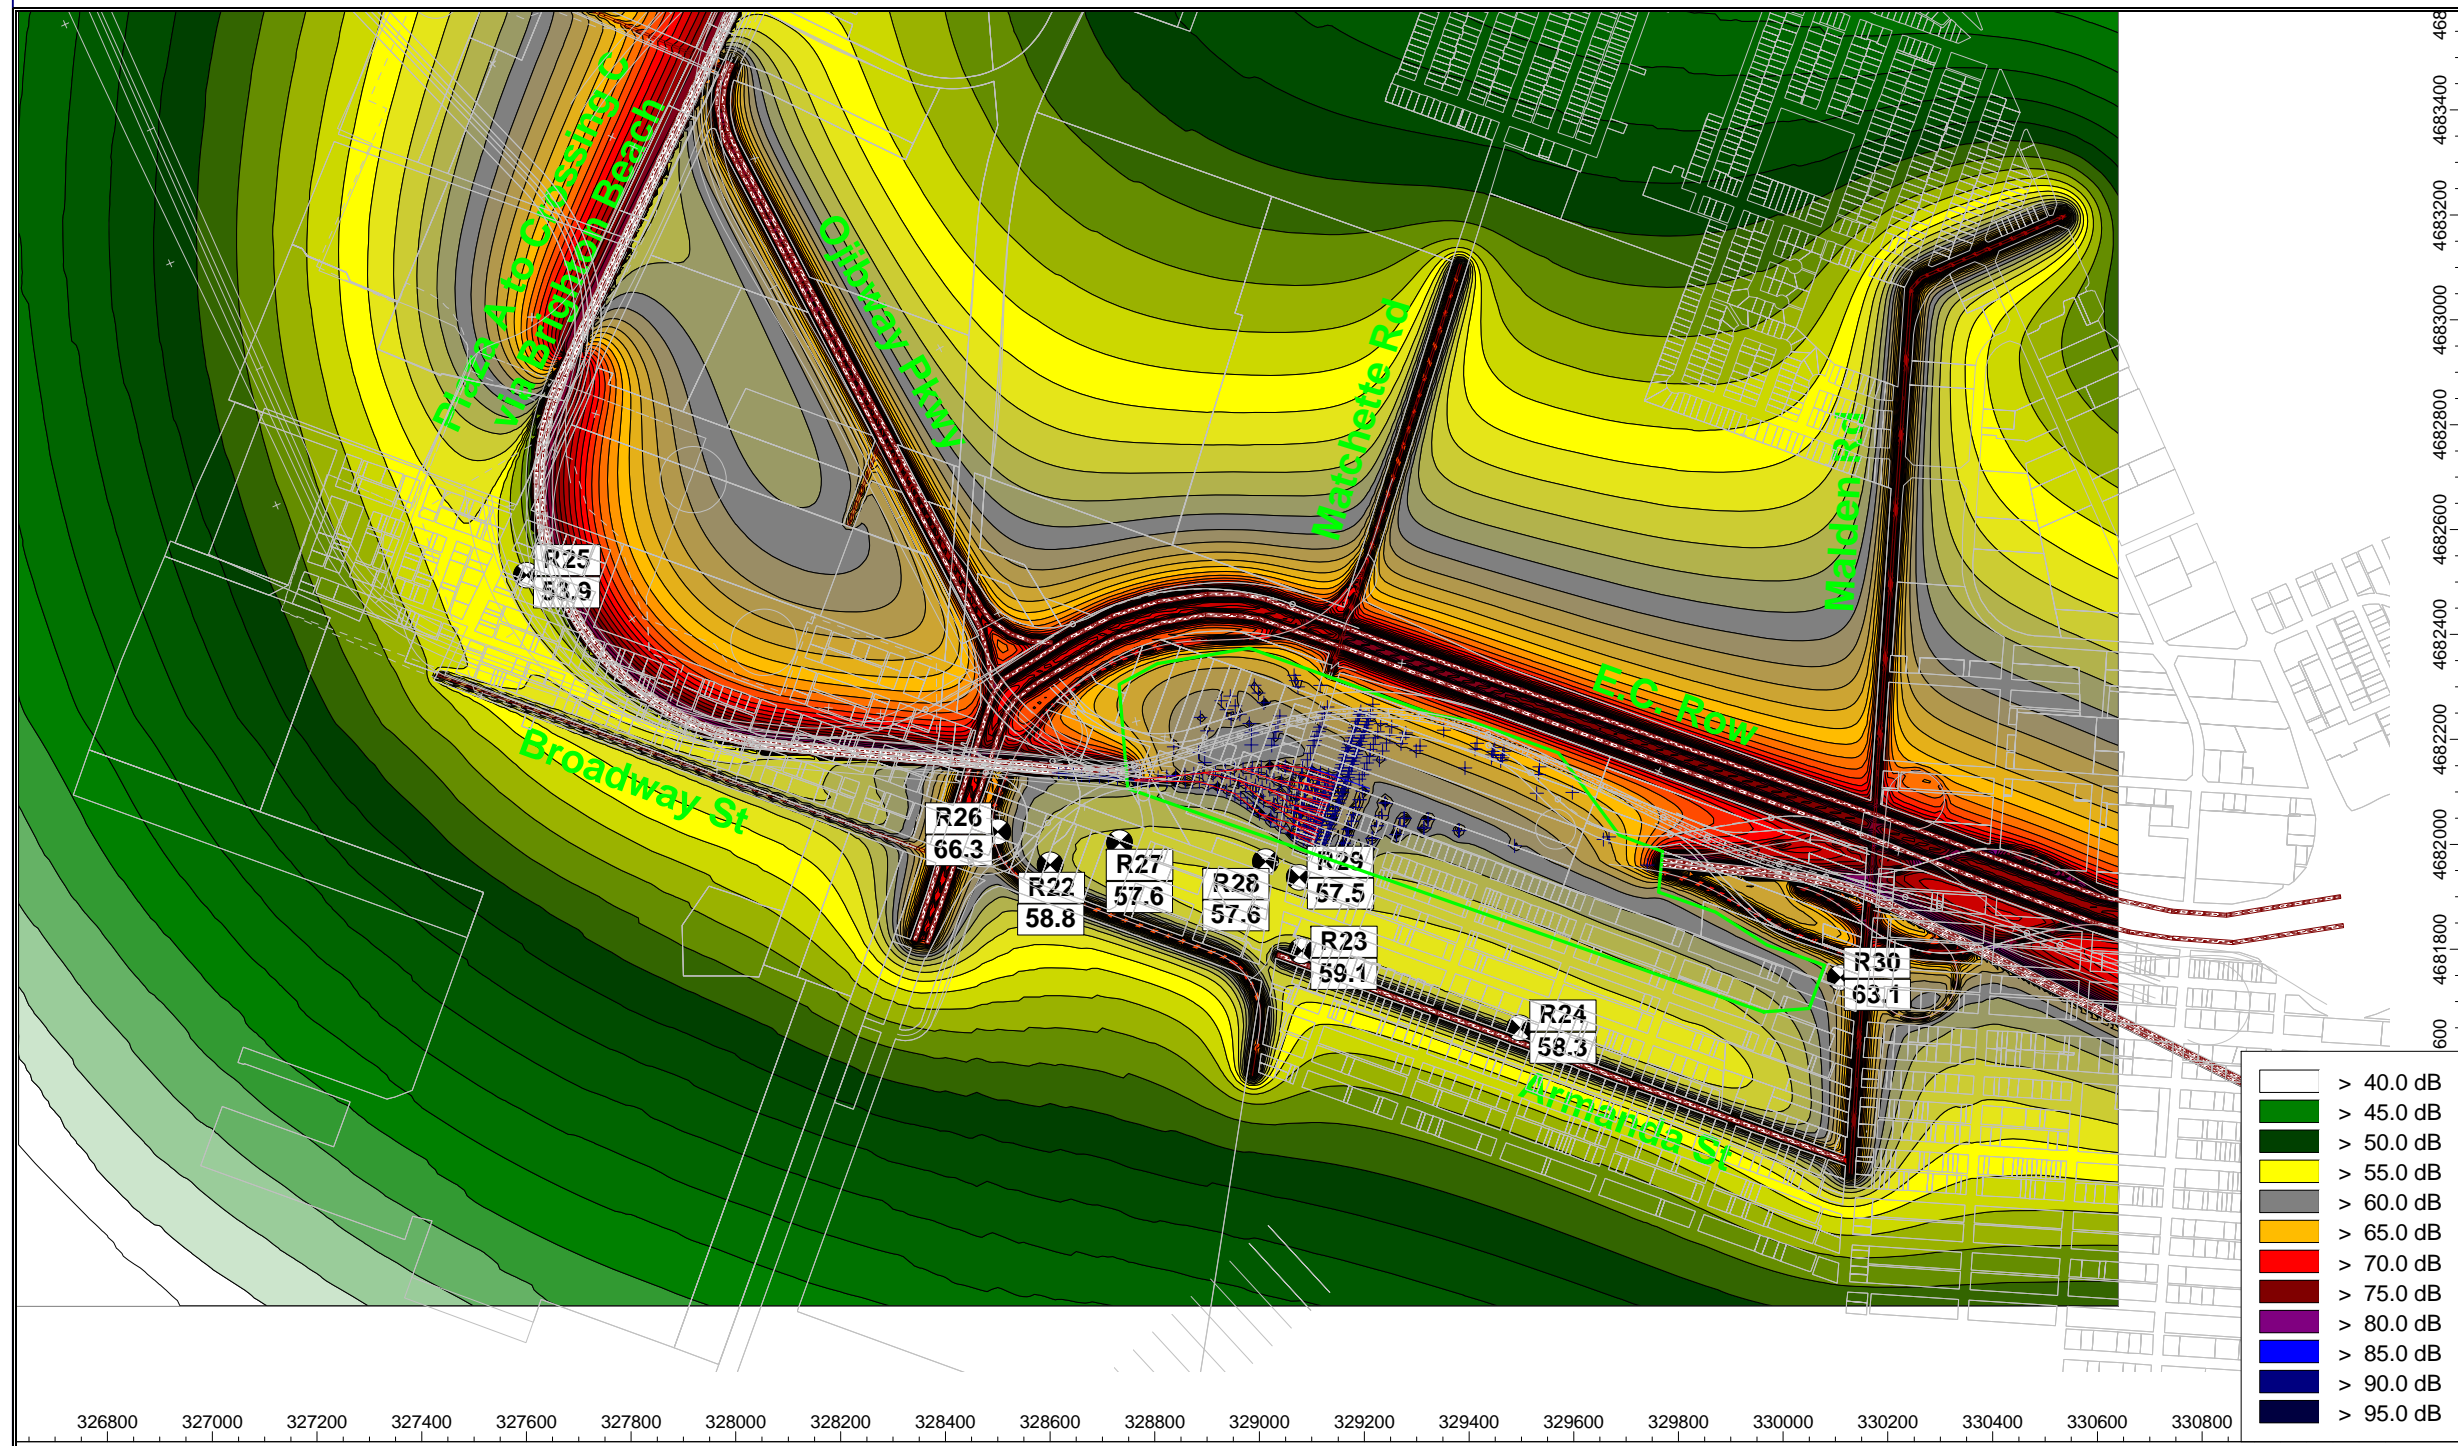 Plaza A to Crossing C
via Brighton Beach
Ojibway Pkwy
Matchette Rd
Malden Rd
E.C. Row
Broadway St
Armanda St
R25
53.9
R26
66.3
R22
58.8
R27
57.6
R28
57.6
R29
57.5
R23
59.1
R24
58.3
R30
63.1
468
4683400
4683200
4683000
4682800
4682600
4682400
4682200
4682000
4681800
600
> 40.0 dB
> 45.0 dB
> 50.0 dB
> 55.0 dB
> 60.0 dB
> 65.0 dB
> 70.0 dB
> 75.0 dB
> 80.0 dB
> 85.0 dB
> 90.0 dB
> 95.0 dB
326800 327000 327200 327400 327600 327800 328000 328200 328400 328600 328800 329000 329200 329400 329600 329800 330000 330200 330400 330600 330800